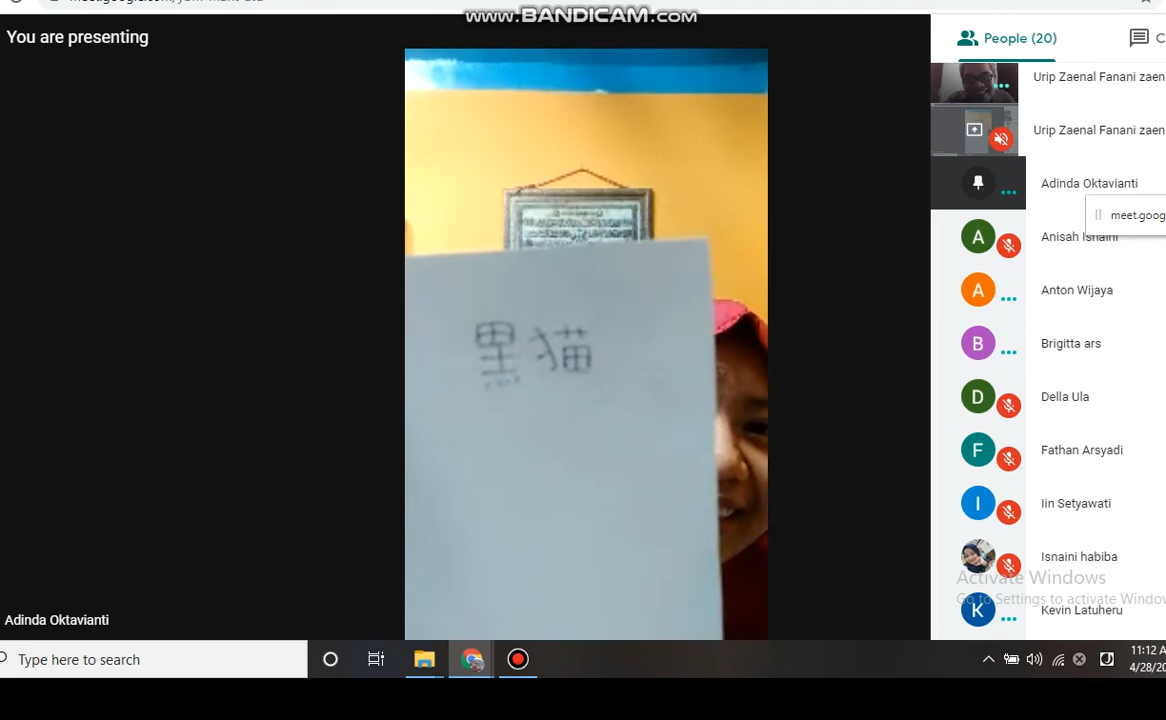 www.BANDICAM.com
You are presenting
People (20)
Urip Zaenal Fanani zaen
Urip Zaenal Fanani zaen
Adinda Oktavianti
meet.goog
A
Anisah Isnaini
A
Anton Wijaya
B
Brigitta ars
D
Della Ula
F
Fathan Arsyadi
I
Iin Setyawati
Isnaini habiba
K
Kevin Latuheru
黒猫
Adinda Oktavianti
Activate Windows
Go to Settings to activate Window
Type here to search
11:12 A
4/28/20